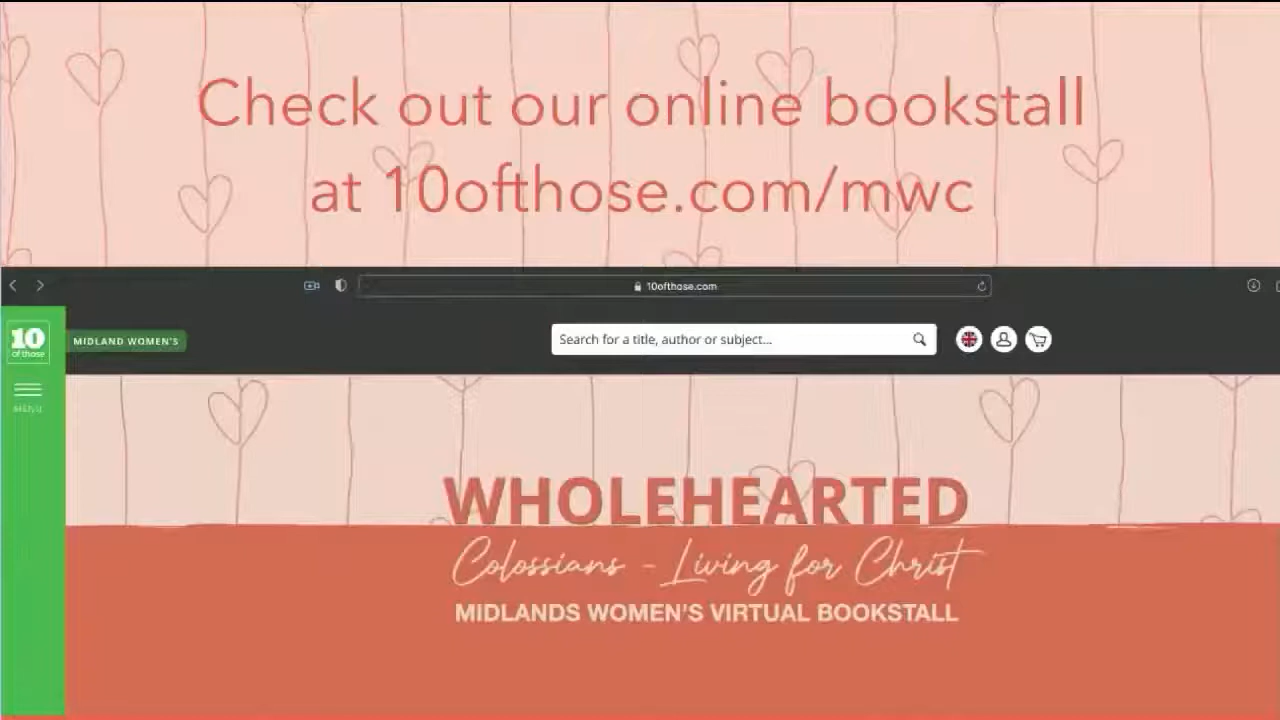 Check out our online bookstall
at 10ofthose.com/mwc
10ofthose.com
10
of those
MIDLAND WOMEN'S
Search for a title, author or subject...
MENU
WHOLEHEARTED
Colossians - Living for Christ
MIDLANDS WOMEN'S VIRTUAL BOOKSTALL